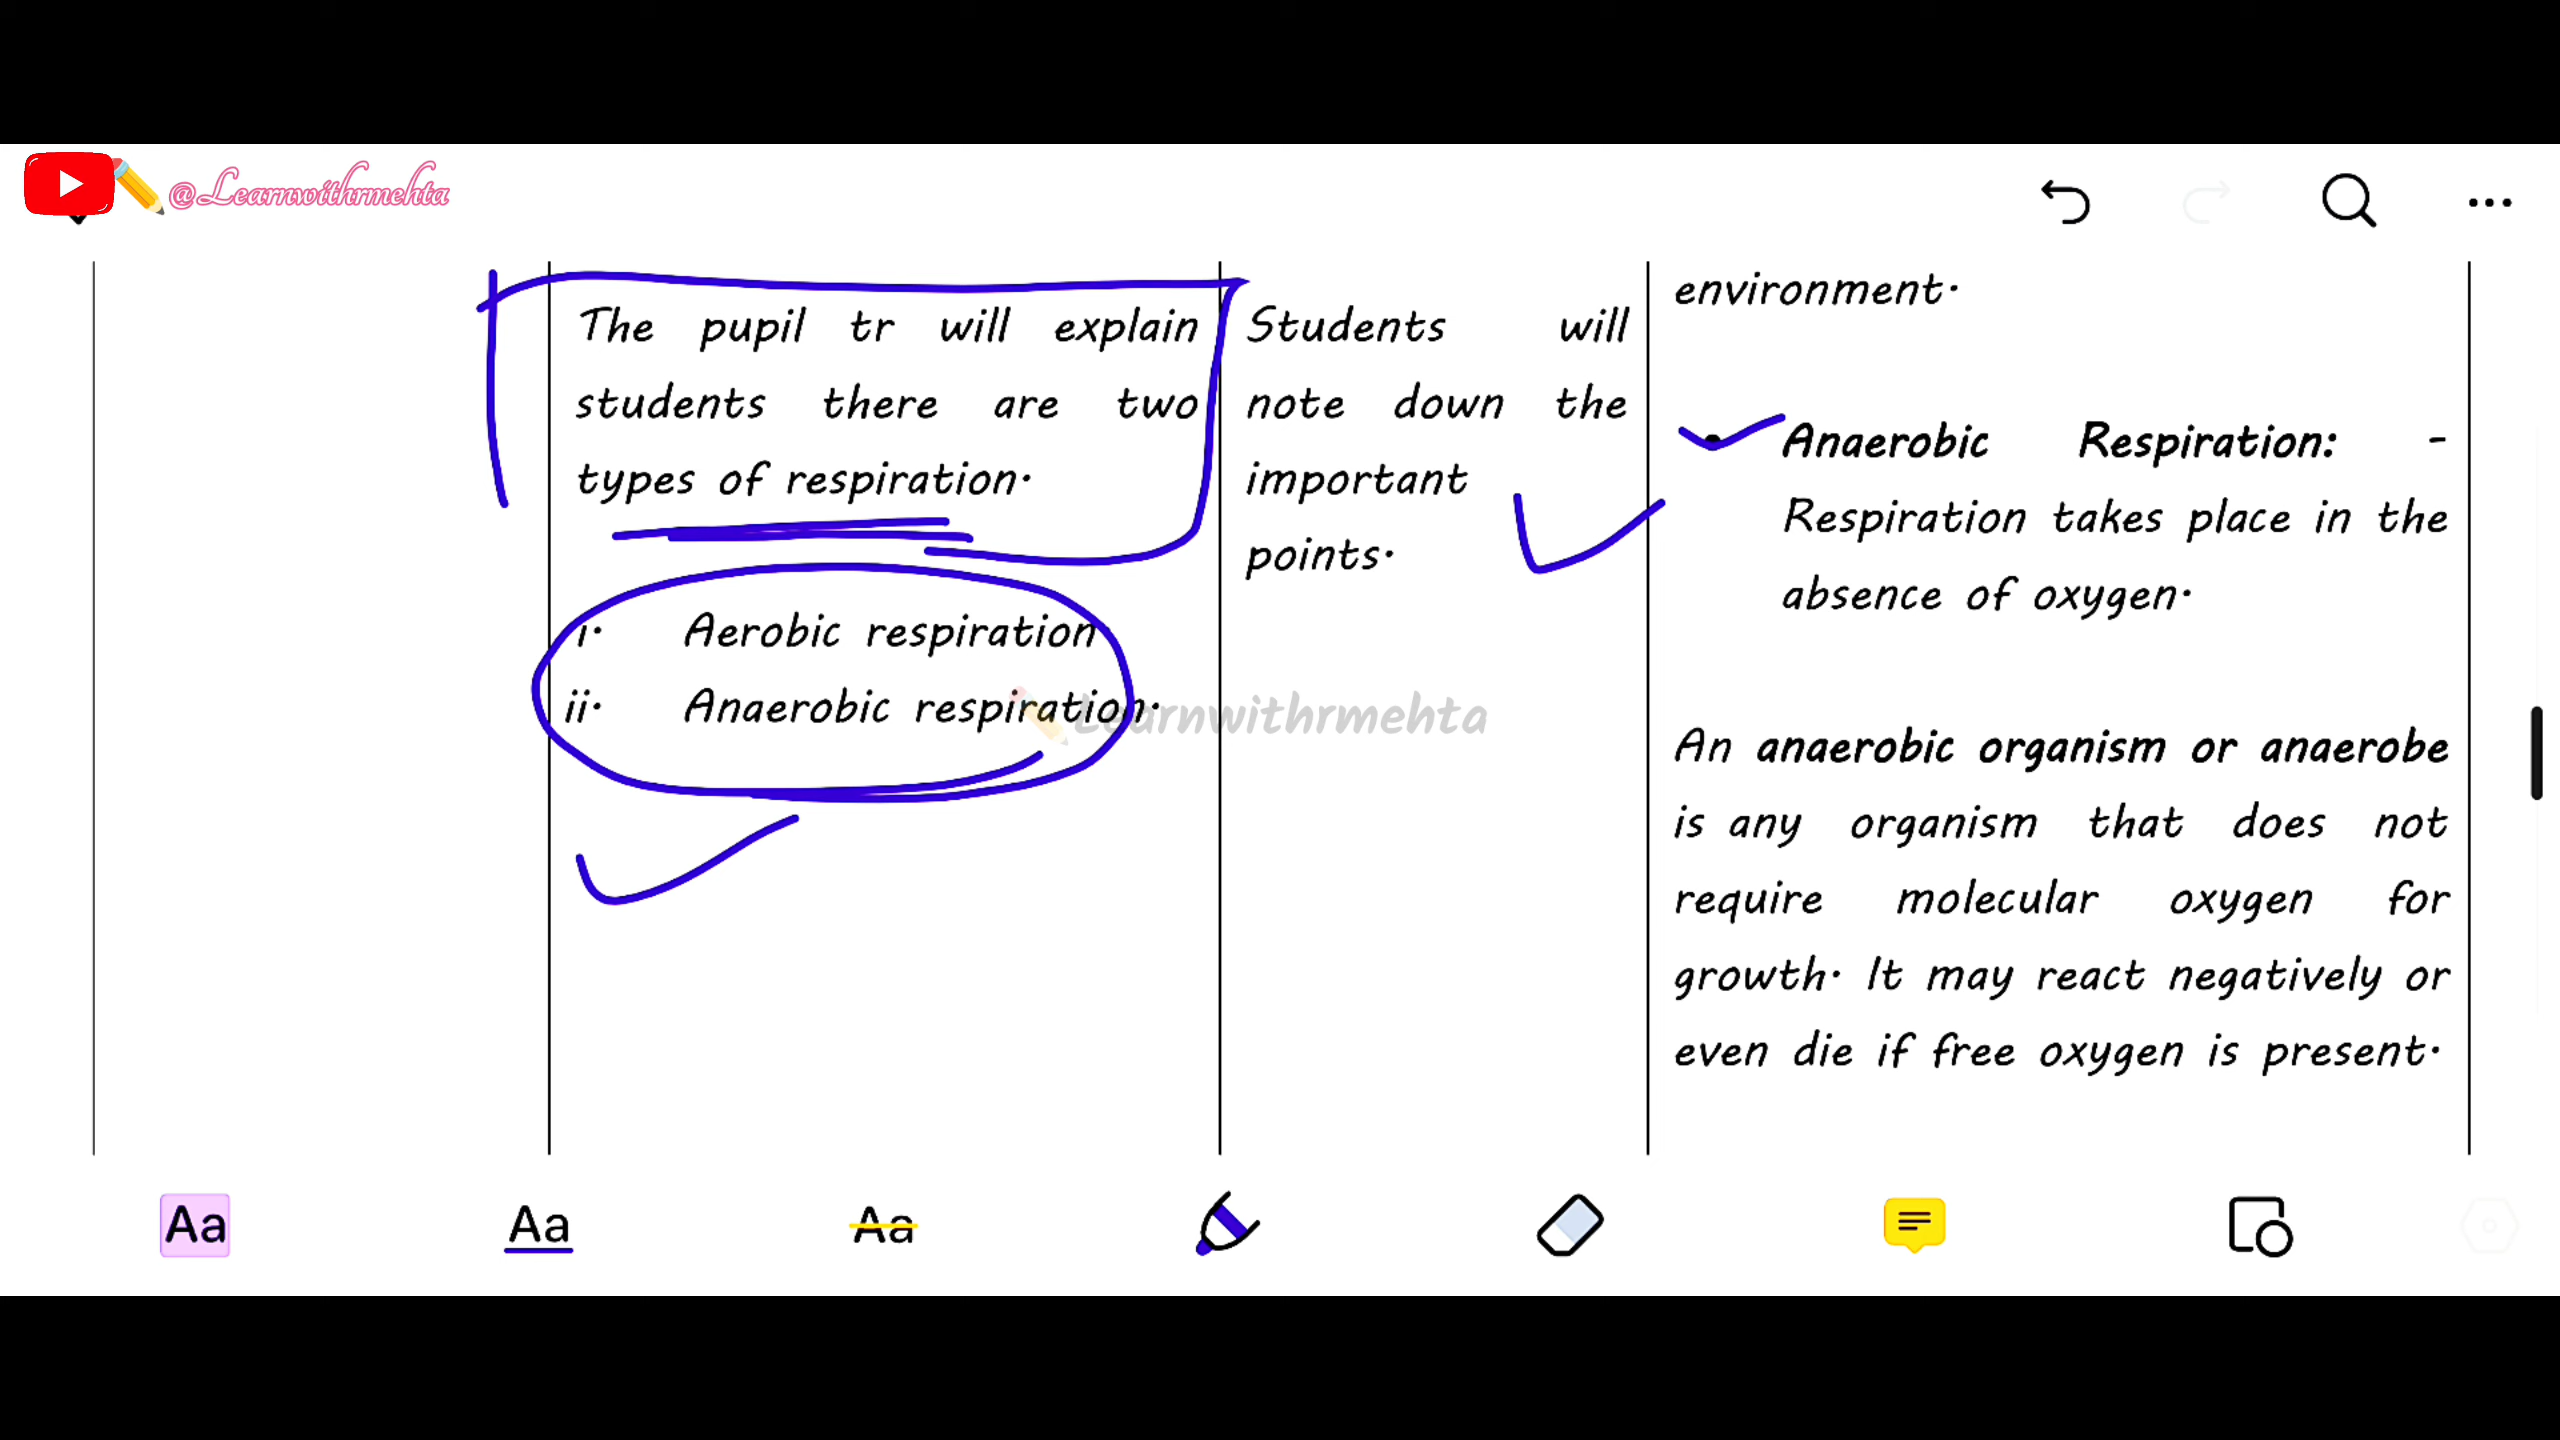 @Learnwithrmehta
The pupil tr will explain
students there are two
types of respiration.
i. Aerobic respiration
ii. Anaerobic respiration.
Students will
note down the
important
points.
environment.
Anaerobic Respiration: -
Respiration takes place in the
absence of oxygen.
An anaerobic organism or anaerobe
is any organism that does not
require molecular oxygen for
growth. It may react negatively or
even die if free oxygen is present.
Learnwithrmehta
Aa Aa Aa